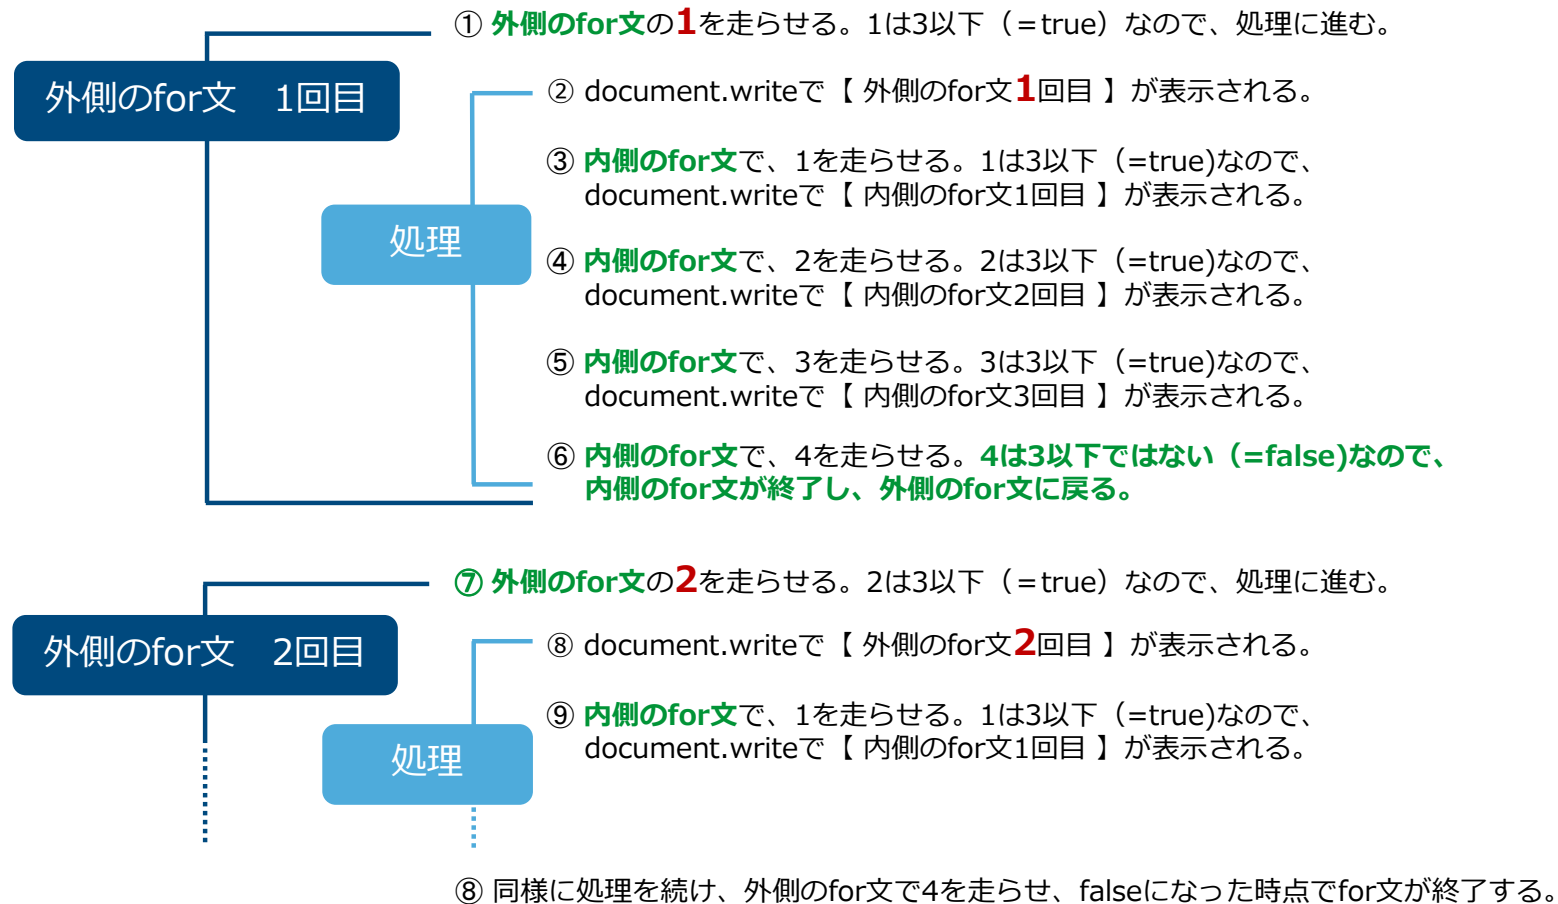 ① 外側のfor文の1を走らせる。1は3以下（=true）なので、処理に進む。
外側のfor文　1回目
② document.writeで【 外側のfor文1回目 】が表示される。
③ 内側のfor文で、1を走らせる。1は3以下（=true)なので、
document.writeで【 内側のfor文1回目 】が表示される。
処理
④ 内側のfor文で、2を走らせる。2は3以下（=true)なので、
document.writeで【 内側のfor文2回目 】が表示される。
⑤ 内側のfor文で、3を走らせる。3は3以下（=true)なので、
document.writeで【 内側のfor文3回目 】が表示される。
⑥ 内側のfor文で、4を走らせる。4は3以下ではない（=false)なので、
内側のfor文が終了し、外側のfor文に戻る。
⑦ 外側のfor文の2を走らせる。2は3以下（=true）なので、処理に進む。
外側のfor文　2回目
⑧ document.writeで【 外側のfor文2回目 】が表示される。
⑨ 内側のfor文で、1を走らせる。1は3以下（=true)なので、
document.writeで【 内側のfor文1回目 】が表示される。
処理
⑧ 同様に処理を続け、外側のfor文で4を走らせ、falseになった時点でfor文が終了する。